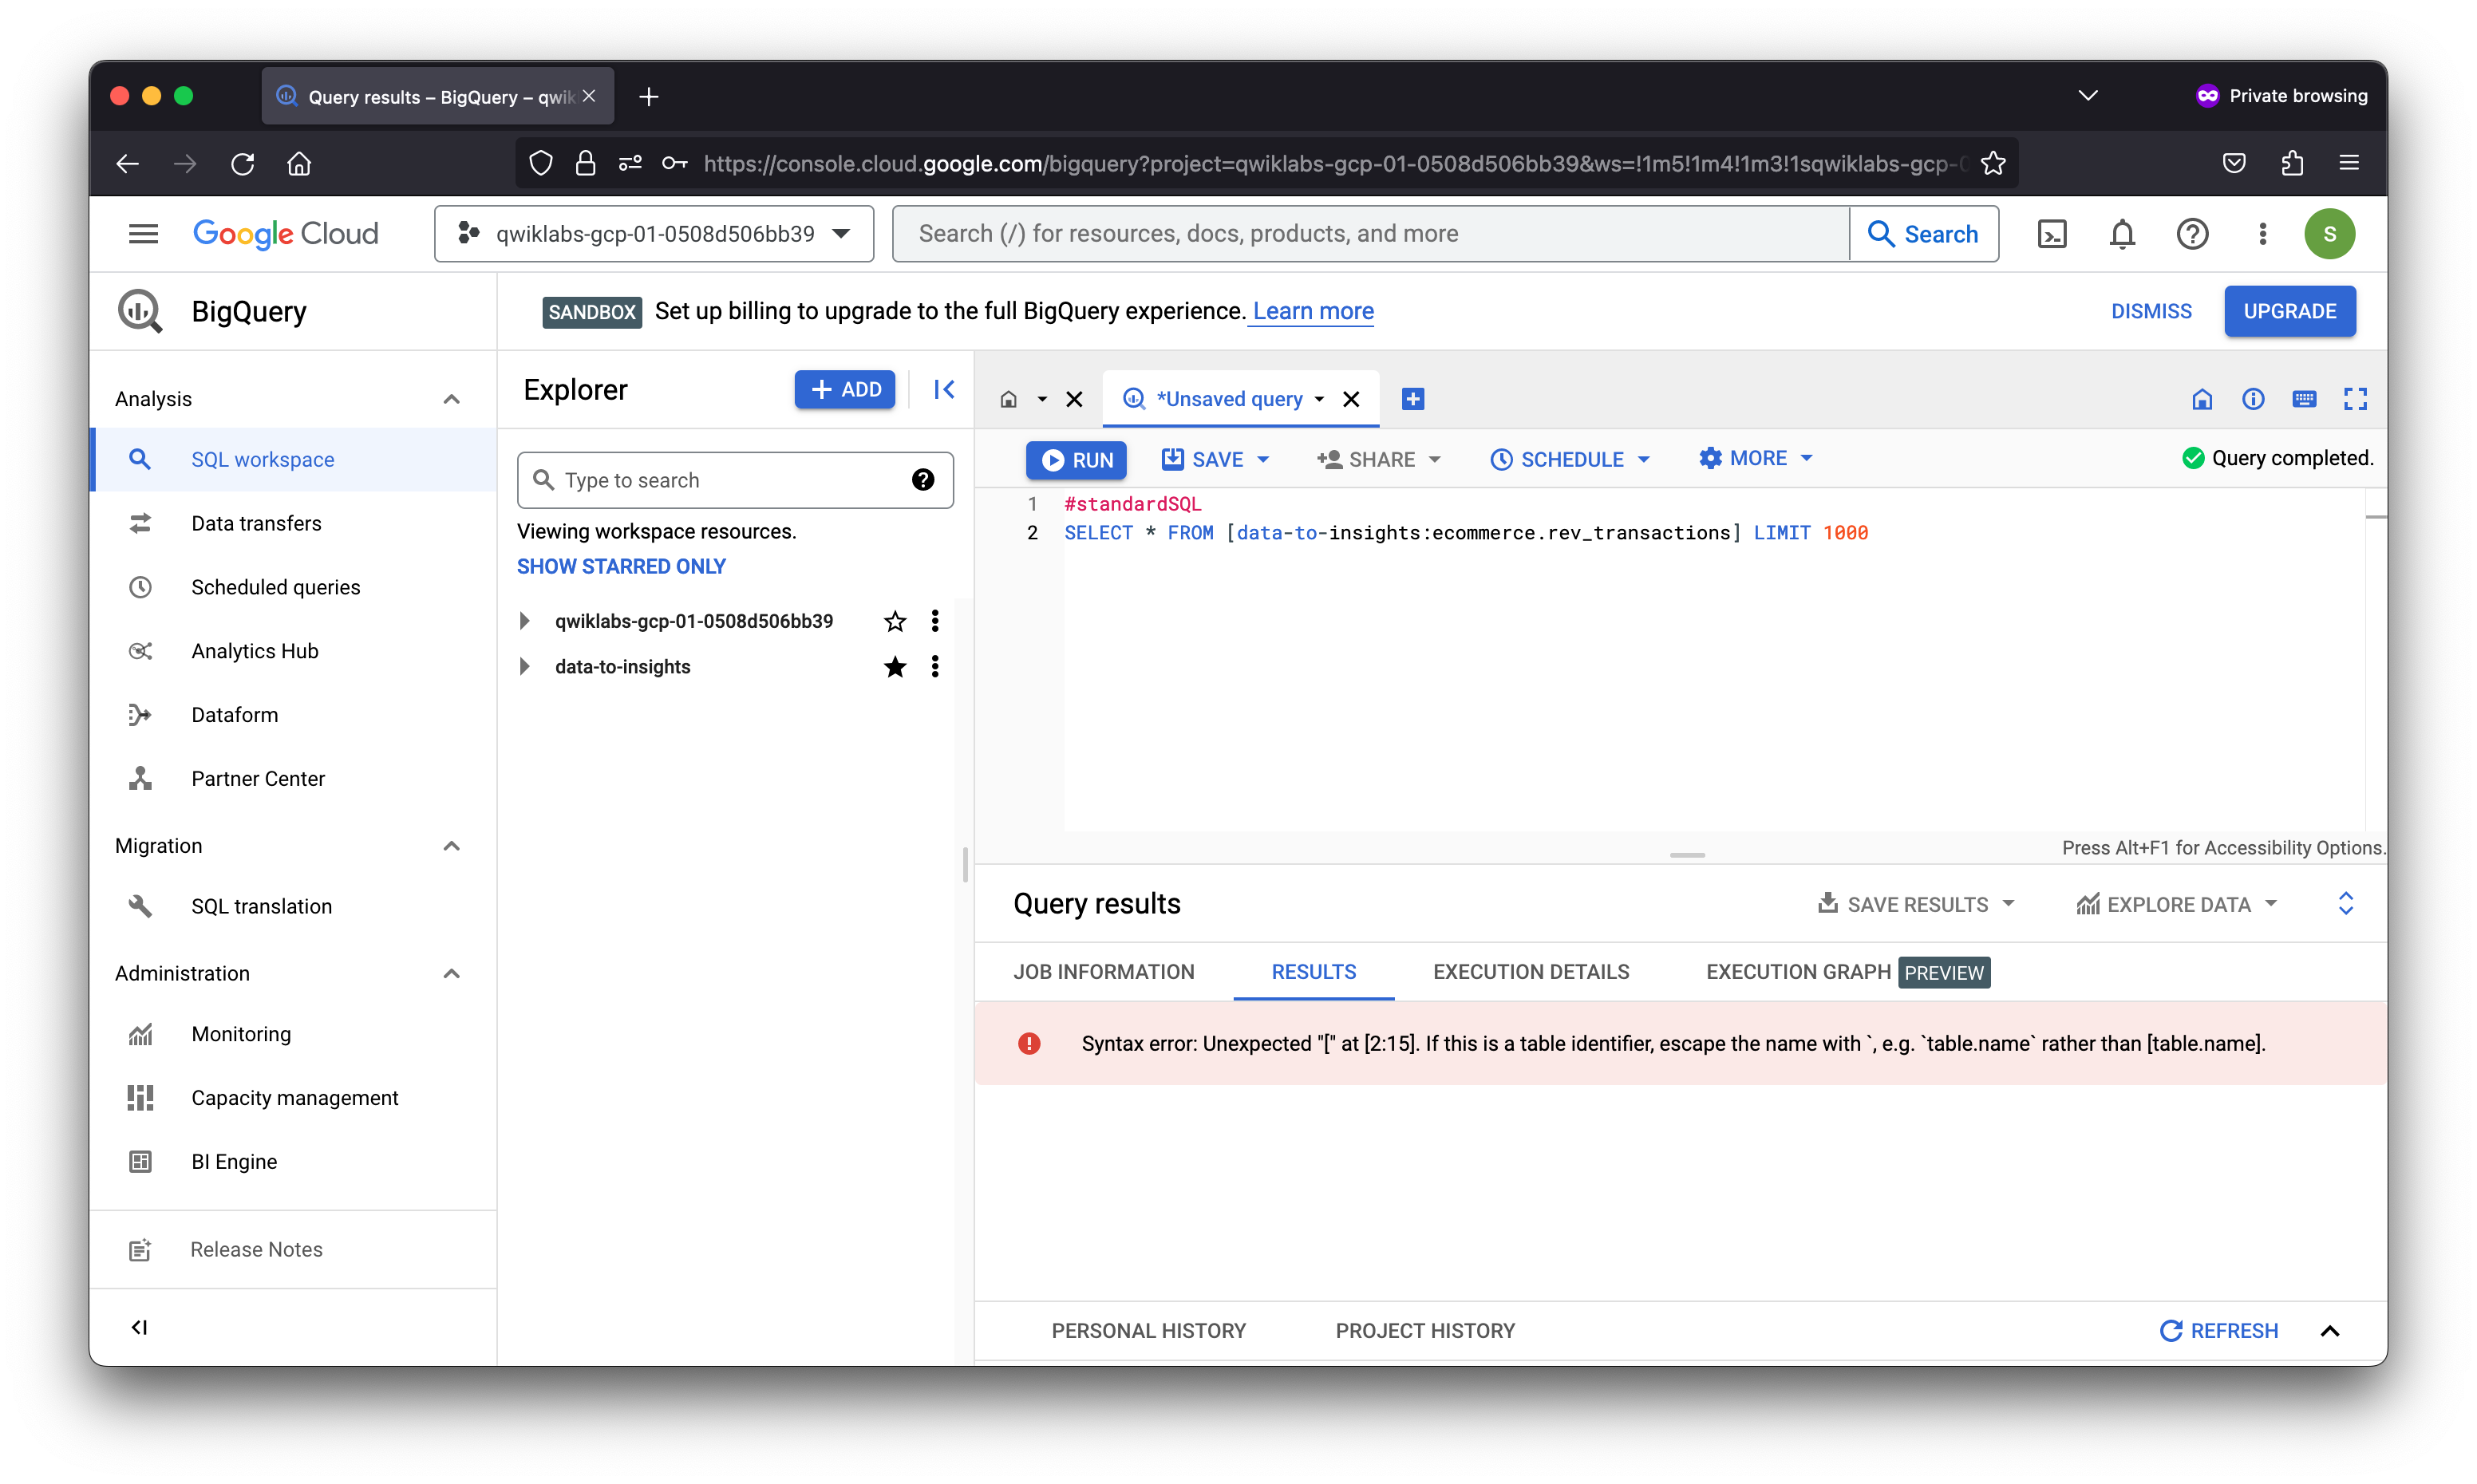 Query results – BigQuery – qwik
Private browsing
https://console.cloud.google.com/bigquery?project=qwiklabs-gcp-01-0508d506bb39&ws=!1m5!1m4!1m3!1sqwiklabs-gcp-0
Google Cloud
qwiklabs-gcp-01-0508d506bb39
Search (/) for resources, docs, products, and more
Search
S
BigQuery
SANDBOX Set up billing to upgrade to the full BigQuery experience. Learn more
DISMISS
UPGRADE
Analysis
SQL workspace
Data transfers
Scheduled queries
Analytics Hub
Dataform
Partner Center
Migration
SQL translation
Administration
Monitoring
Capacity management
BI Engine
Release Notes
Explorer
+ ADD
Type to search
Viewing workspace resources.
SHOW STARRED ONLY
qwiklabs-gcp-01-0508d506bb39
data-to-insights
*Unsaved query
RUN
SAVE
SHARE
SCHEDULE
MORE
Query completed.
1 #standardSQL
2 SELECT * FROM [data-to-insights:ecommerce.rev_transactions] LIMIT 1000
Press Alt+F1 for Accessibility Options.
Query results
SAVE RESULTS
EXPLORE DATA
JOB INFORMATION
RESULTS
EXECUTION DETAILS
EXECUTION GRAPH PREVIEW
Syntax error: Unexpected "[" at [2:15]. If this is a table identifier, escape the name with `, e.g. `table.name` rather than [table.name].
PERSONAL HISTORY
PROJECT HISTORY
REFRESH